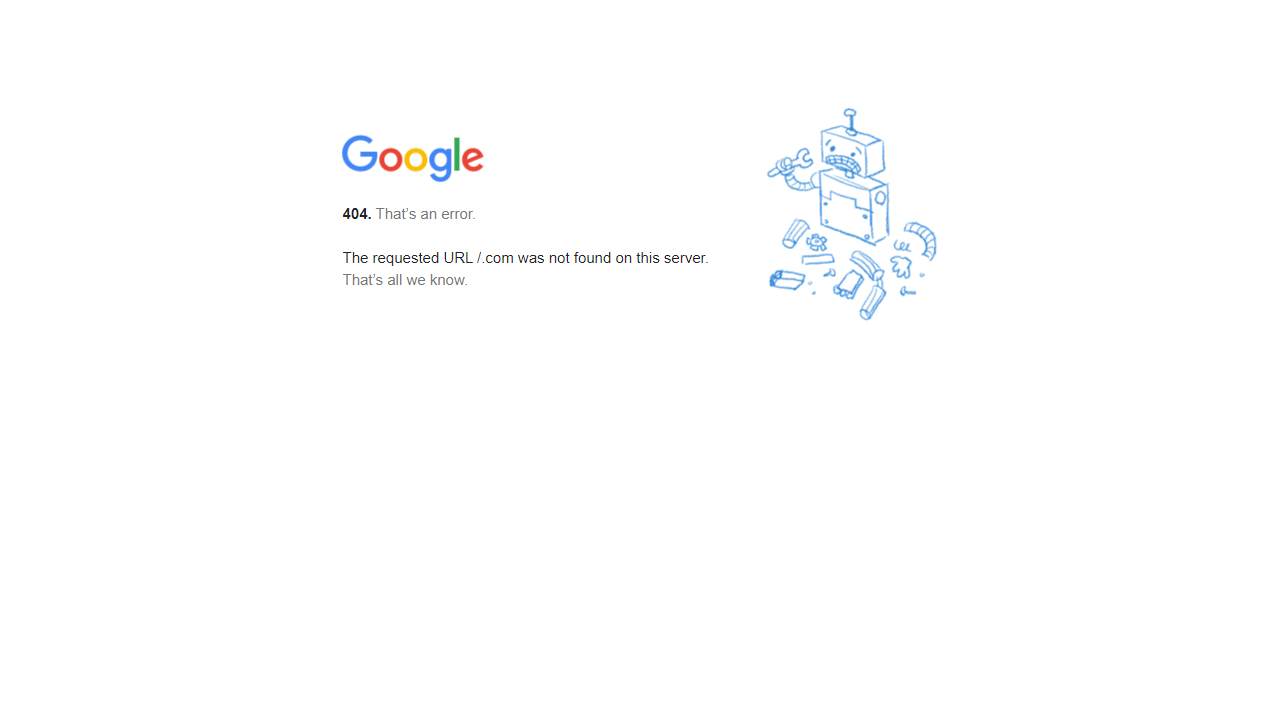 Google
404. That’s an error.
The requested URL /.com was not found on this server.
That’s all we know.